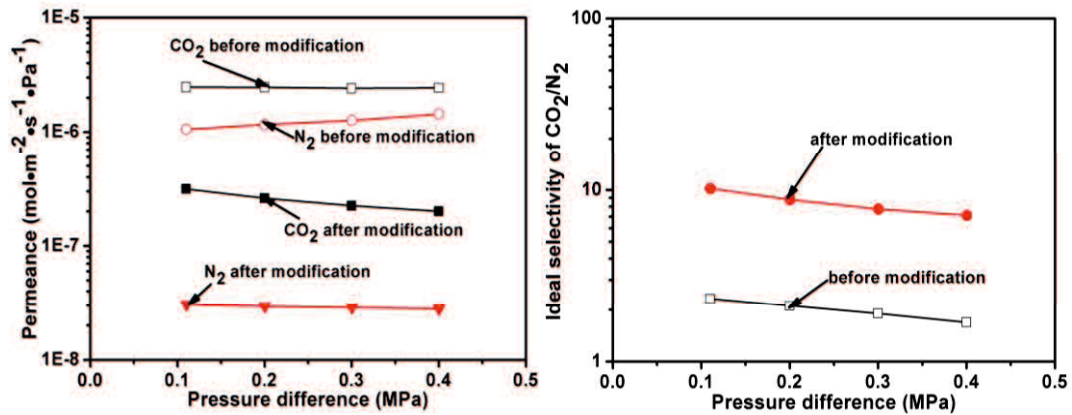 1E-5
1E-6
1E-7
1E-8
Permeance (mol•m⁻²•s⁻¹•Pa⁻¹)
CO₂ before modification
N₂ before modification
CO₂ after modification
N₂ after modification
0.0 0.1 0.2 0.3 0.4 0.5
Pressure difference (MPa)
100
10
1
Ideal selectivity of CO₂/N₂
after modification
before modification
0.0 0.1 0.2 0.3 0.4 0.5
Pressure difference (MPa)